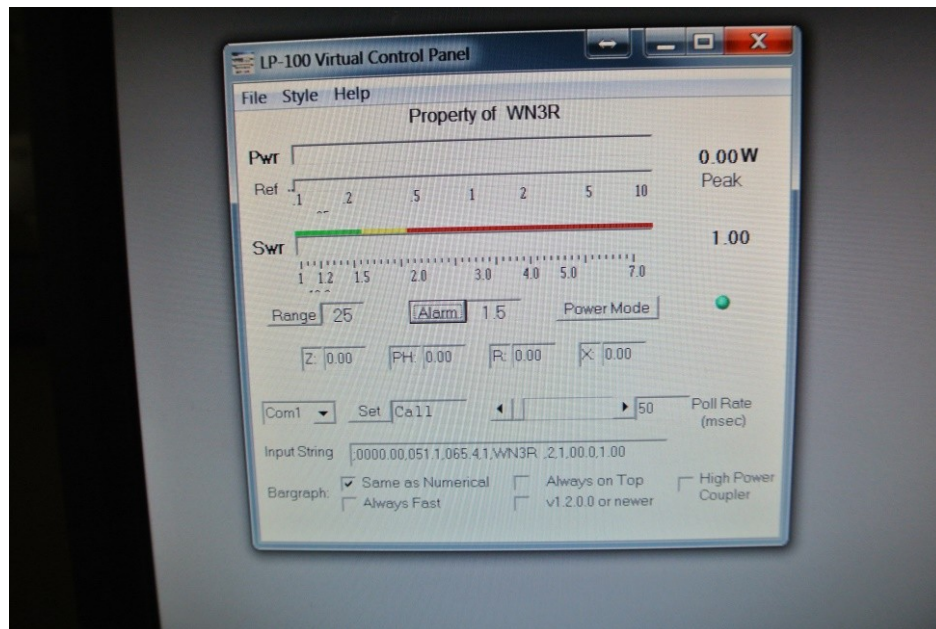 LP-100 Virtual Control Panel
File Style Help
Property of WN3R
Pwr 0.00 W
Peak
Ref .1 .2 .5 1 2 5 10
Swr 1.00
1 1.2 1.5 2.0 3.0 4.0 5.0 7.0
Range 25 Alarm 1.5 Power Mode
Z: 0.00 PH: 0.00 R: 0.00 X: 0.00
Com1 Set Call 50 Poll Rate
(msec)
Input String ;0000.00,051.1,065.4,1,WN3R ,2,1,00.0,1.00
Bargraph: Same as Numerical Always on Top High Power
Always Fast v1.2.0.0 or newer Coupler